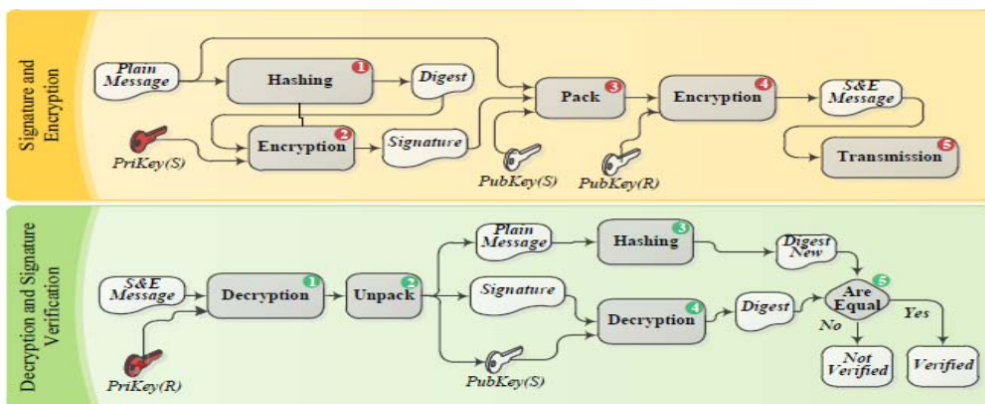 Signature and
Encryption
Plain
Message
Hashing
1
Digest
Encryption
2
Signature
PriKey(S)
Pack
3
PubKey(S)
Encryption
4
PubKey(R)
S&E
Message
Transmission
5
Decryption and Signature
Verification
S&E
Message
PriKey(R)
Decryption
1
Unpack
2
Plain
Message
Hashing
3
Digest
New
Signature
Decryption
4
Digest
PubKey(S)
Are
Equal
5
No
Yes
Not
Verified
Verified